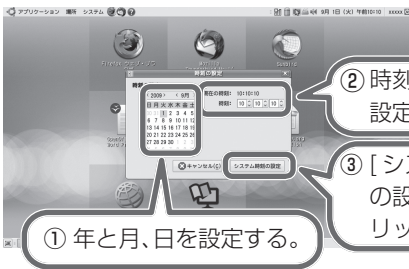 アプリケーション 場所 システム
9月 1日 (火) 午前10:10
時刻の設定
2009 9月
現在の時刻: 10:10:10
時刻: 10 10 10
日 月 火 水 木 金 土
1 2 3 4 5
6 7 8 9 10 11 12
13 14 15 16 17 18 19
20 21 22 23 24 25 26
27 28 29 30
キャンセル(C) システム時刻の設定
② 時刻
設定
③ [シス
の設
リッ
① 年と月、日を設定する。